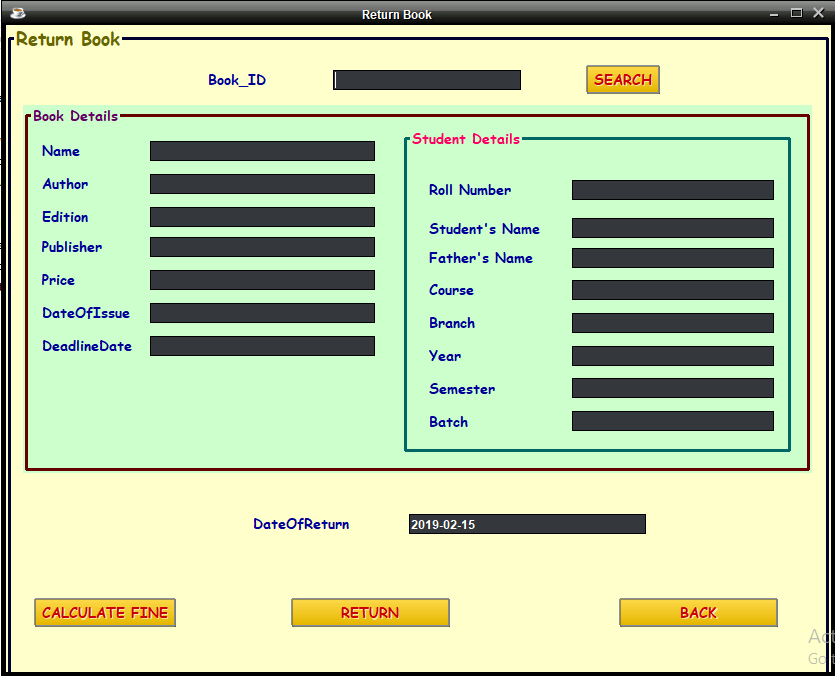 Return Book
Return Book
Book_ID
SEARCH
Book Details
Name
Author
Edition
Publisher
Price
DateOfIssue
DeadlineDate
Student Details
Roll Number
Student's Name
Father's Name
Course
Branch
Year
Semester
Batch
DateOfReturn 2019-02-15
CALCULATE FINE
RETURN
BACK
Act
Go t